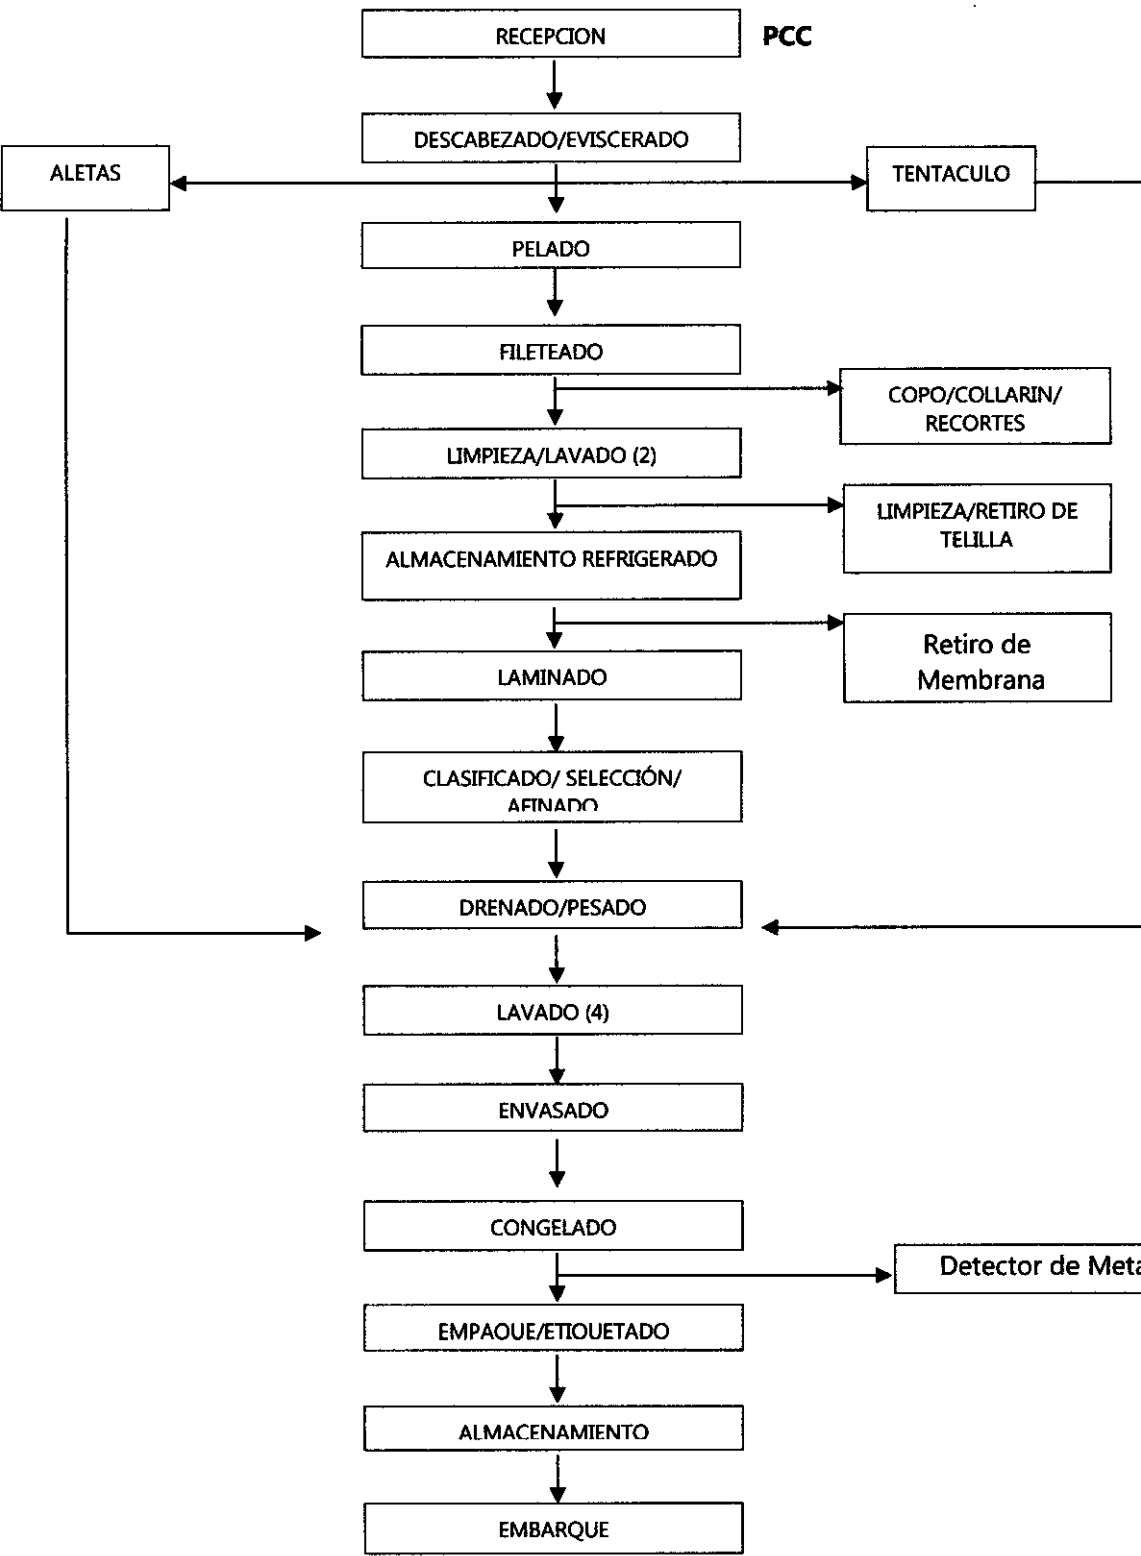 RECEPCION
PCC
DESCABEZADO/EVISCERADO
ALETAS
TENTACULO
PELADO
FILETEADO
COPO/COLLARIN/
RECORTES
LIMPIEZA/LAVADO (2)
LIMPIEZA/RETIRO DE
TELILLA
ALMACENAMIENTO REFRIGERADO
Retiro de
Membrana
LAMINADO
CLASIFICADO/ SELECCIÓN/
AFINADO
DRENADO/PESADO
LAVADO (4)
ENVASADO
CONGELADO
Detector de Meta
EMPAQUE/ETIQUETADO
ALMACENAMIENTO
EMBARQUE